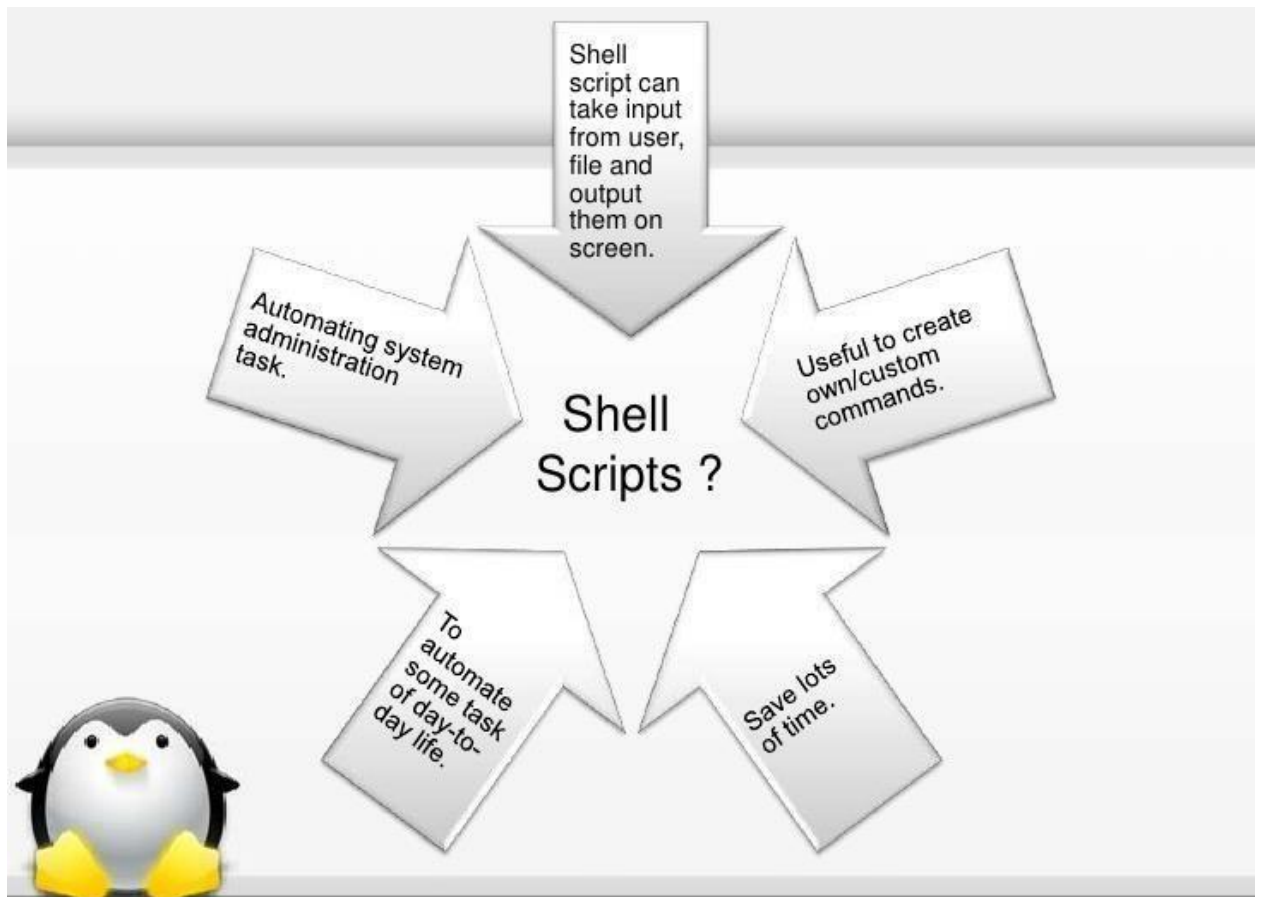 Shell
script can
take input
from user,
file and
output
them on
screen.
Useful to create
own/custom
commands.
Save lots
of time.
To
automate
some task
of day-to-
day life.
Automating system
administration
task.
Shell
Scripts ?